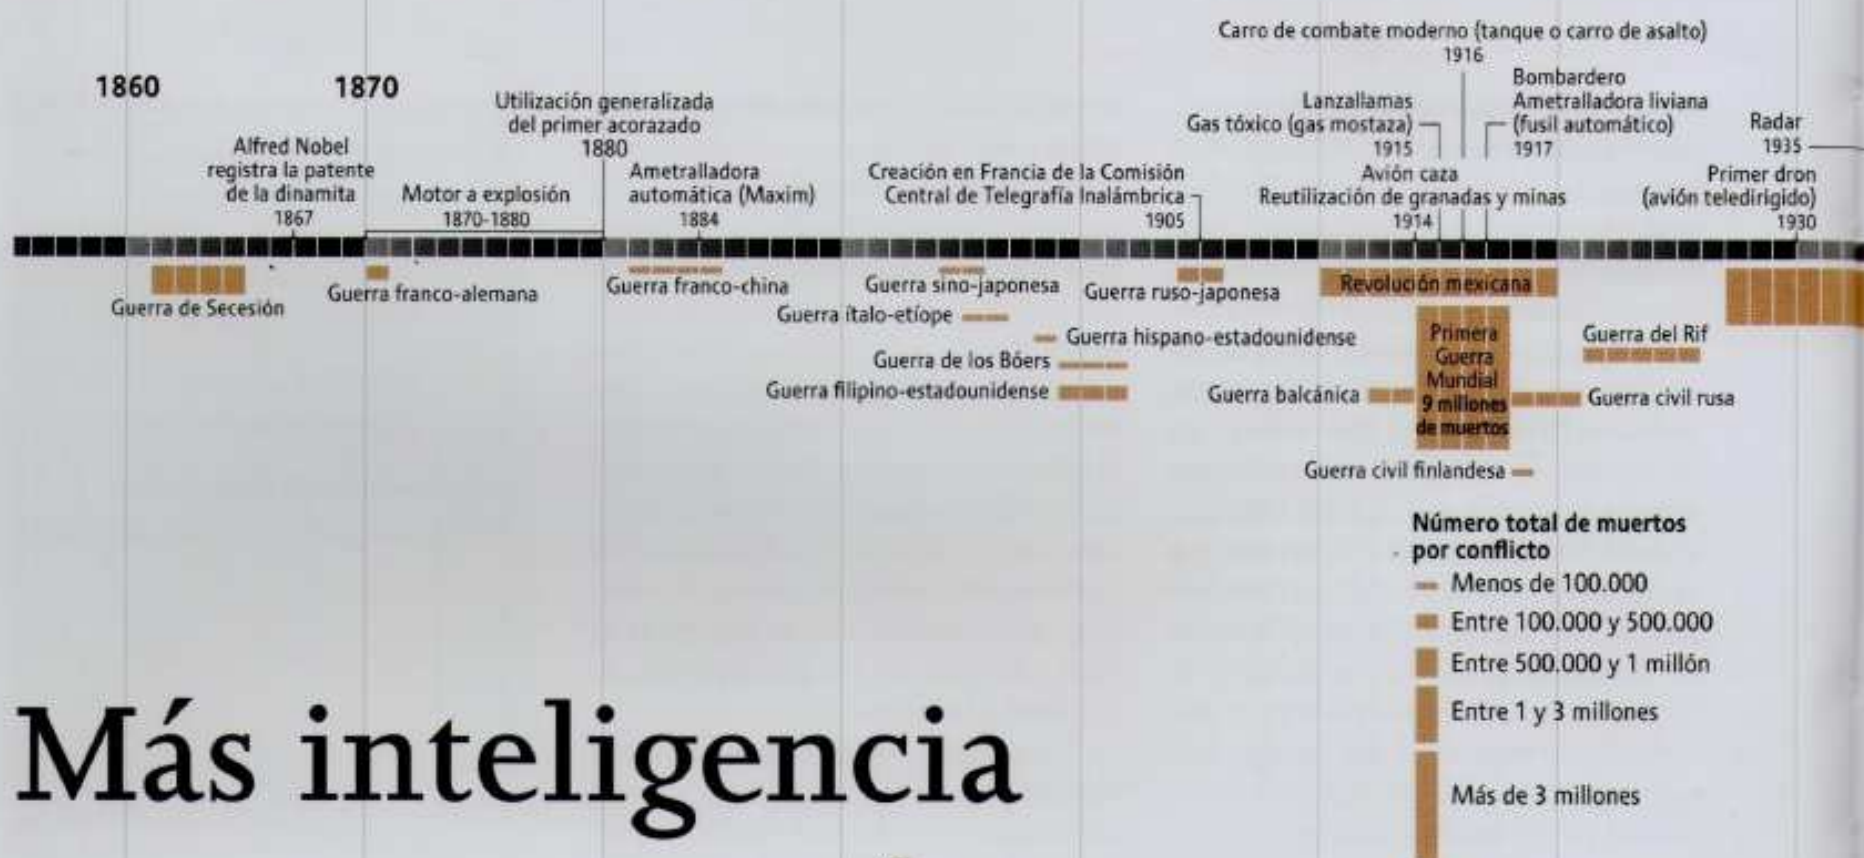 Carro de combate moderno (tanque o carro de asalto)
1916
1860
1870
Utilización generalizada
del primer acorazado
1880
Alfred Nobel
registra la patente
de la dinamita
1867
Motor a explosión
1870-1880
Ametralladora
automática (Maxim)
1884
Creación en Francia de la Comisión
Central de Telegrafía Inalámbrica
1905
Lanzallamas
Gas tóxico (gas mostaza)
1915
Bombardero
Ametralladora liviana
(fusil automático)
1917
Avión caza
Reutilización de granadas y minas
1914
Radar
1935
Primer dron
(avión teledirigido)
1930
Guerra de Secesión
Guerra franco-alemana
Guerra franco-china
Guerra sino-japonesa
Guerra ruso-japonesa
Revolución mexicana
Guerra ítalo-etíope
Guerra hispano-estadounidense
Guerra de los Bóers
Guerra filipino-estadounidense
Guerra balcánica
Primera
Guerra
Mundial
9 millones
de muertos
Guerra del Rif
Guerra civil rusa
Guerra civil finlandesa
Número total de muertos
por conflicto
Menos de 100.000
Entre 100.000 y 500.000
Entre 500.000 y 1 millón
Entre 1 y 3 millones
Más de 3 millones
Más inteligencia